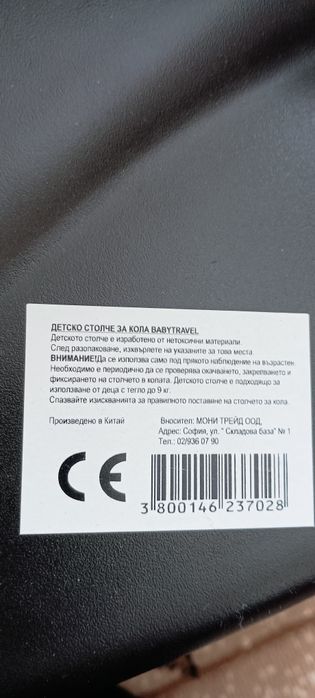 ДЕТСКО СТОЛЧЕ ЗА КОЛА BABYTRAVEL
Детското столче е изработено от нетоксични материали.
След разопаковане, изхвърлете на указаните за това места.
ВНИМАНИЕ!Да се използва само под прякото наблюдение на възрастен
Необходимо е периодично да се проверява окачването, закрепването и
фиксирането на столчето в колата. Детското столче е подходящо за
използване от деца с тегло до 9 кг.
Спазвайте изискванията за правилното поставяне на столчето за кола.
Произведено в Китай
Вносител: МОНИ ТРЕЙД ООД,
Адрес: София, ул. " Складова база" № 1
Тел.: 02/936 07 90
CE
3 800146 237028